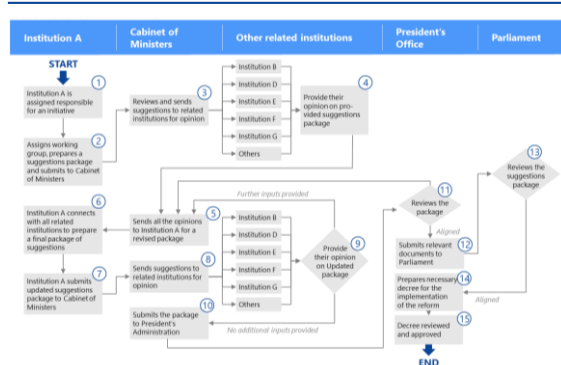 Institution A
Cabinet of
Ministers
Other related institutions
President's
Office
Parliament
START
1
Institution A is
assigned responsible
for an initiative
2
Assigns working
group, prepares a
suggestions package
and submits to Cabinet
of Ministers
3
Reviews and sends
suggestions to related
institutions for opinion
Institution B
Institution D
Institution E
Institution F
Institution G
Others
4
Provide their
opinion on pro-
vided suggestions
package
5
Sends all the opinions
to Institution A for a
revised package
6
Institution A connects
with all related
institutions to prepare
a final package of
suggestions
7
Institution A submits
updated suggestions
package to Cabinet of
Ministers
8
Sends suggestions to
related institutions for
opinion
Institution B
Institution D
Institution E
Institution F
Institution G
Others
Further inputs provided
9
Provide
their opinion
on Updated
package
No additional inputs provided
10
Submits the package
to President's
Administration
11
Reviews the
package
Aligned
12
Submits relevant
documents to
Parliament
13
Reviews the
suggestions
package
Aligned
14
Prepares necessary
decree for the
implementation
of the reform
15
Decree reviewed
and approved
END